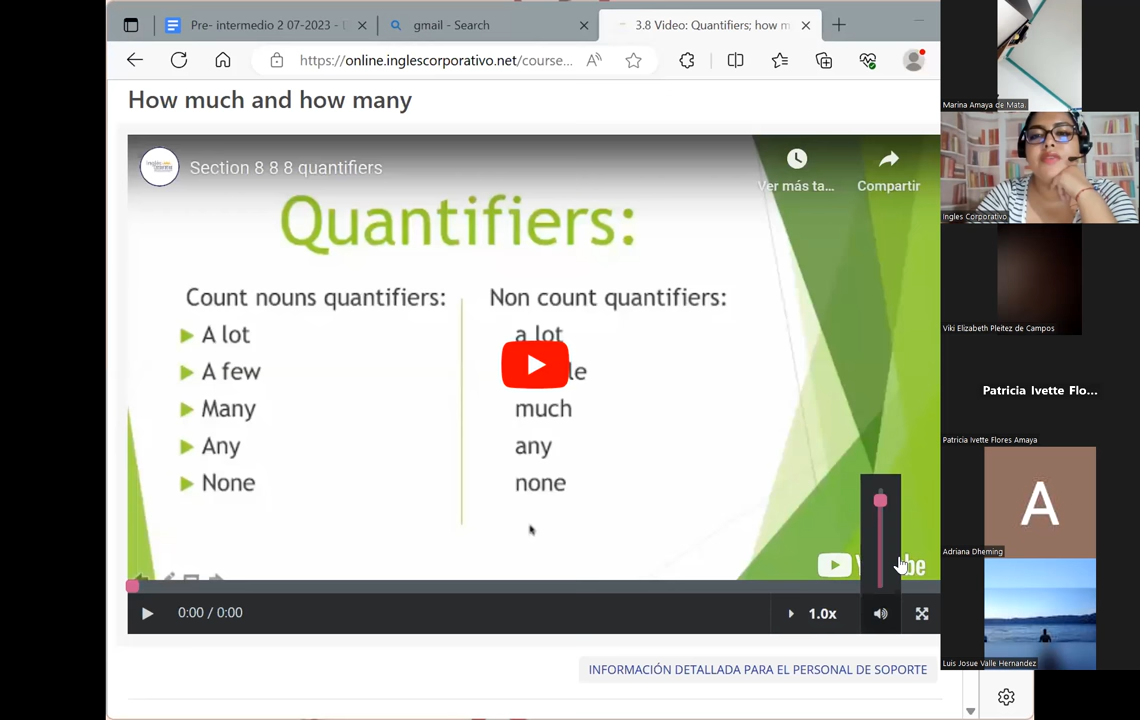 Pre- intermedio 2 07-2023 -
gmail - Search
3.8 Video: Quantifiers; how m
https://online.inglescorporativo.net/course...
How much and how many
Section 8 8 8 quantifiers
Ver más ta...
Compartir
Quantifiers:
Count nouns quantifiers:
A lot
A few
Many
Any
None
Non count quantifiers:
a lot
much
any
none
0:00 / 0:00
1.0x
INFORMACIÓN DETALLADA PARA EL PERSONAL DE SOPORTE
Marina Amaya de Mata.
Ingles Corporativo
Viki Elizabeth Pleitez de Campos
Patricia Ivette Flo...
Patricia Ivette Flores Amaya
A
Adriana Dheming
Luis Josue Valle Hernandez